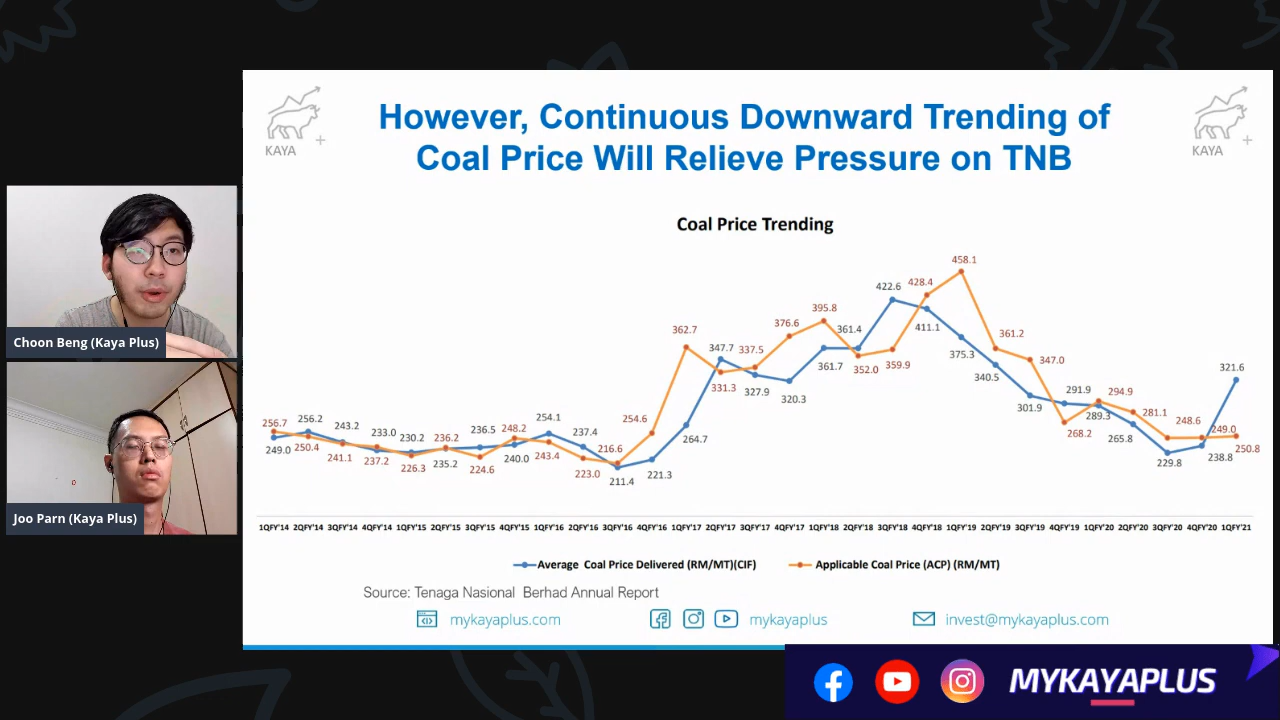 KAYA
KAYA
However, Continuous Downward Trending of
Coal Price Will Relieve Pressure on TNB
Coal Price Trending
256.7 256.2 243.2 233.0 230.2 236.2 236.5 248.2 254.1 237.4 216.6 254.6 362.7 347.7 337.5 376.6 395.8 361.4 422.6 428.4 458.1 361.2 347.0 291.9 294.9 281.1 248.6 249.0 321.6
249.0 250.4 241.1 237.2 226.3 235.2 224.6 240.0 243.4 223.0 211.4 221.3 264.7 331.3 327.9 320.3 361.7 352.0 359.9 411.1 375.3 340.5 301.9 268.2 289.3 265.8 229.8 238.8 250.8
1QFY'14 2QFY'14 3QFY'14 4QFY'14 1QFY'15 2QFY'15 3QFY'15 4QFY'15 1QFY'16 2QFY'16 3QFY'16 4QFY'16 1QFY'17 2QFY'17 3QFY'17 4QFY'17 1QFY'18 2QFY'18 3QFY'18 4QFY'18 1QFY'19 2QFY'19 3QFY'19 4QFY'19 1QFY'20 2QFY'20 3QFY'20 4QFY'20 1QFY'21
Average Coal Price Delivered (RM/MT)(CIF)
Applicable Coal Price (ACP) (RM/MT)
Source: Tenaga Nasional Berhad Annual Report
mykayaplus.com
mykayaplus
invest@mykayaplus.com
Choon Beng (Kaya Plus)
Joo Parn (Kaya Plus)
MYKAYAPLUS